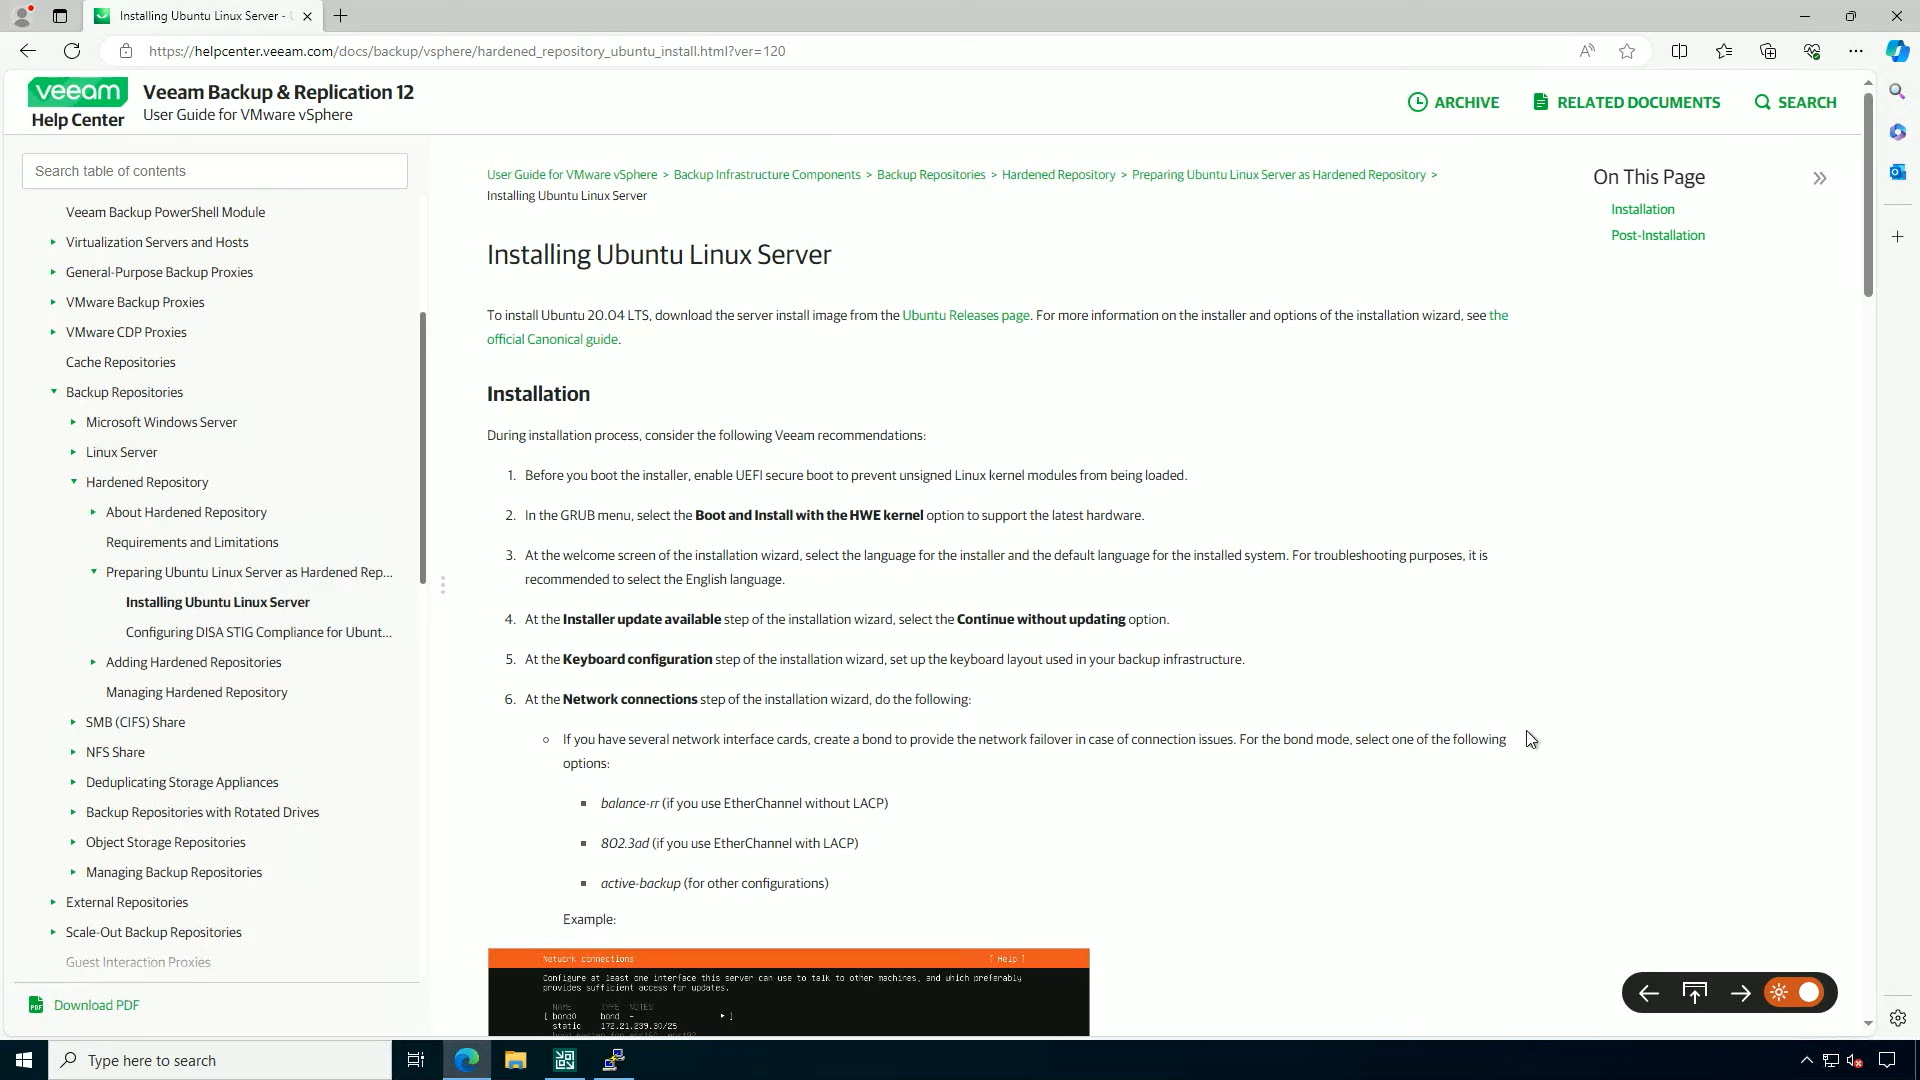 Installing Ubuntu Linux Server -
https://helpcenter.veeam.com/docs/backup/vsphere/hardened_repository_ubuntu_install.html?ver=120
veeam
Help Center
Veeam Backup & Replication 12
User Guide for VMware vSphere
ARCHIVE
RELATED DOCUMENTS
SEARCH
Search table of contents
Veeam Backup PowerShell Module
Virtualization Servers and Hosts
General-Purpose Backup Proxies
VMware Backup Proxies
VMware CDP Proxies
Cache Repositories
Backup Repositories
Microsoft Windows Server
Linux Server
Hardened Repository
About Hardened Repository
Requirements and Limitations
Preparing Ubuntu Linux Server as Hardened Rep...
Installing Ubuntu Linux Server
Configuring DISA STIG Compliance for Ubunt...
Adding Hardened Repositories
Managing Hardened Repository
SMB (CIFS) Share
NFS Share
Deduplicating Storage Appliances
Backup Repositories with Rotated Drives
Object Storage Repositories
Managing Backup Repositories
External Repositories
Scale-Out Backup Repositories
Guest Interaction Proxies
Download PDF
User Guide for VMware vSphere > Backup Infrastructure Components > Backup Repositories > Hardened Repository > Preparing Ubuntu Linux Server as Hardened Repository >
Installing Ubuntu Linux Server
Installing Ubuntu Linux Server
To install Ubuntu 20.04 LTS, download the server install image from the Ubuntu Releases page. For more information on the installer and options of the installation wizard, see the
official Canonical guide.
Installation
During installation process, consider the following Veeam recommendations:
1. Before you boot the installer, enable UEFI secure boot to prevent unsigned Linux kernel modules from being loaded.
2. In the GRUB menu, select the Boot and Install with the HWE kernel option to support the latest hardware.
3. At the welcome screen of the installation wizard, select the language for the installer and the default language for the installed system. For troubleshooting purposes, it is
recommended to select the English language.
4. At the Installer update available step of the installation wizard, select the Continue without updating option.
5. At the Keyboard configuration step of the installation wizard, set up the keyboard layout used in your backup infrastructure.
6. At the Network connections step of the installation wizard, do the following:
If you have several network interface cards, create a bond to provide the network failover in case of connection issues. For the bond mode, select one of the following
options:
balance-rr (if you use EtherChannel without LACP)
802.3ad (if you use EtherChannel with LACP)
active-backup (for other configurations)
Example:
Network connections [ Help ]
Configure at least one interface this server can use to talk to other machines, and which preferably
provides sufficient access for updates.
NAME TYPE NOTES
[ bond0 bond - ▸ ]
static 172.21.239.30/25
On This Page
Installation
Post-Installation
Type here to search